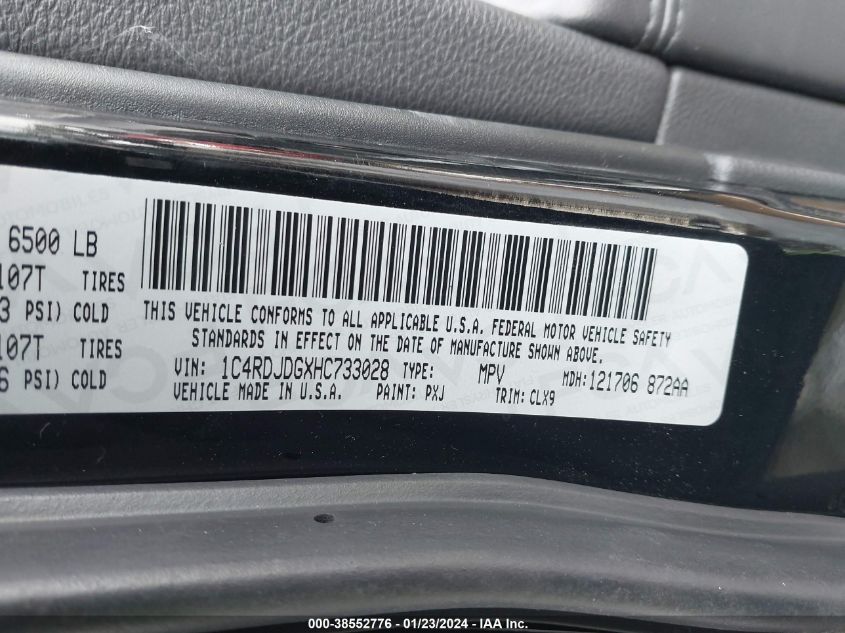 6500 LB
107T TIRES
3 PSI) COLD
107T TIRES
6 PSI) COLD
THIS VEHICLE CONFORMS TO ALL APPLICABLE U.S.A. FEDERAL MOTOR VEHICLE SAFETY
STANDARDS IN EFFECT ON THE DATE OF MANUFACTURE SHOWN ABOVE.
VIN: 1C4RDJDGXHC733028 TYPE: MPV MDH: 121706 872AA
VEHICLE MADE IN U.S.A. PAINT: PXJ TRIM: CLX9
000-38552776 - 01/23/2024 - IAA Inc.